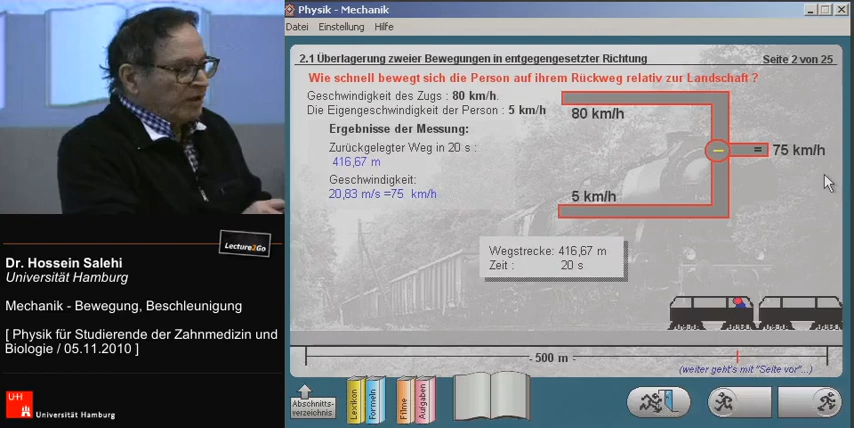 Physik - Mechanik
Datei Einstellung Hilfe
2.1 Überlagerung zweier Bewegungen in entgegengesetzter Richtung
Seite 2 von 25
Wie schnell bewegt sich die Person auf ihrem Rückweg relativ zur Landschaft ?
Geschwindigkeit des Zugs : 80 km/h.
Die Eigengeschwindigkeit der Person : 5 km/h
Ergebnisse der Messung:
Zurückgelegter Weg in 20 s :
416,67 m
Geschwindigkeit:
20,83 m/s =75 km/h
80 km/h
–
= 75 km/h
5 km/h
Wegstrecke: 416,67 m
Zeit : 20 s
- 500 m -
(weiter geht's mit "Seite vor"...)
Abschnitts-
verzeichnis
Lexikon
Formeln
Filme
Aufgaben
Lecture2Go
Dr. Hossein Salehi
Universität Hamburg
Mechanik - Bewegung, Beschleunigung
[ Physik für Studierende der Zahnmedizin und
Biologie / 05.11.2010 ]
UH
Universität Hamburg